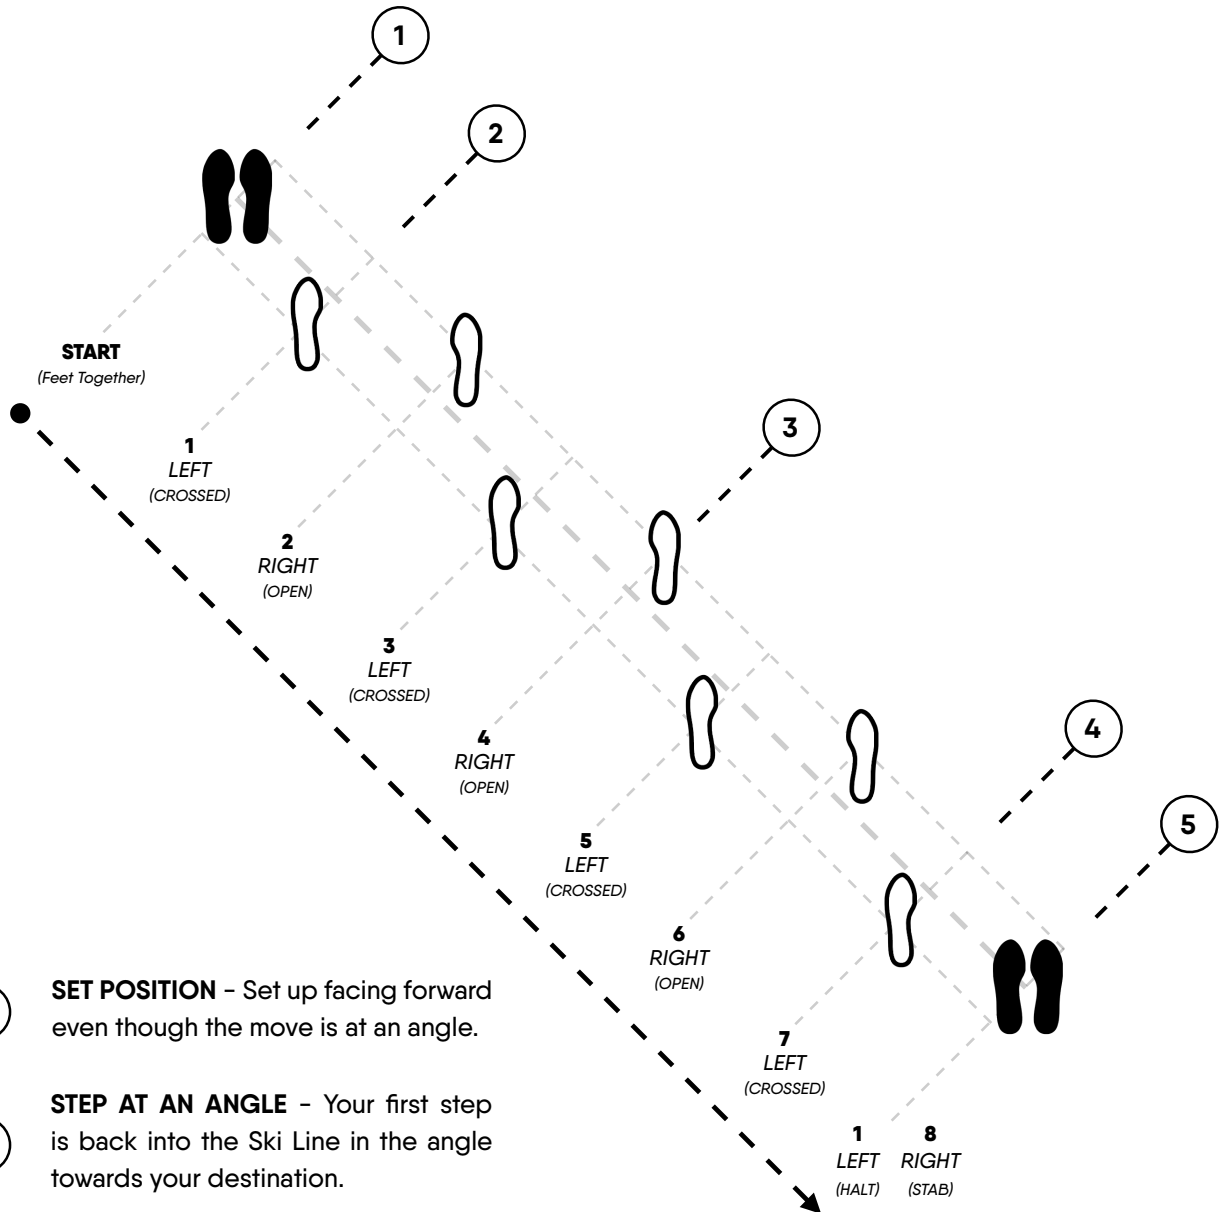 1
2
START
(Feet Together)
1
LEFT
(CROSSED)
3
2
RIGHT
(OPEN)
3
LEFT
(CROSSED)
4
RIGHT
(OPEN)
4
5
5
LEFT
(CROSSED)
6
RIGHT
(OPEN)
7
LEFT
(CROSSED)
1 8
LEFT RIGHT
(HALT) (STAB)
SET POSITION – Set up facing forward
even though the move is at an angle.
STEP AT AN ANGLE – Your first step
is back into the Ski Line in the angle
towards your destination.